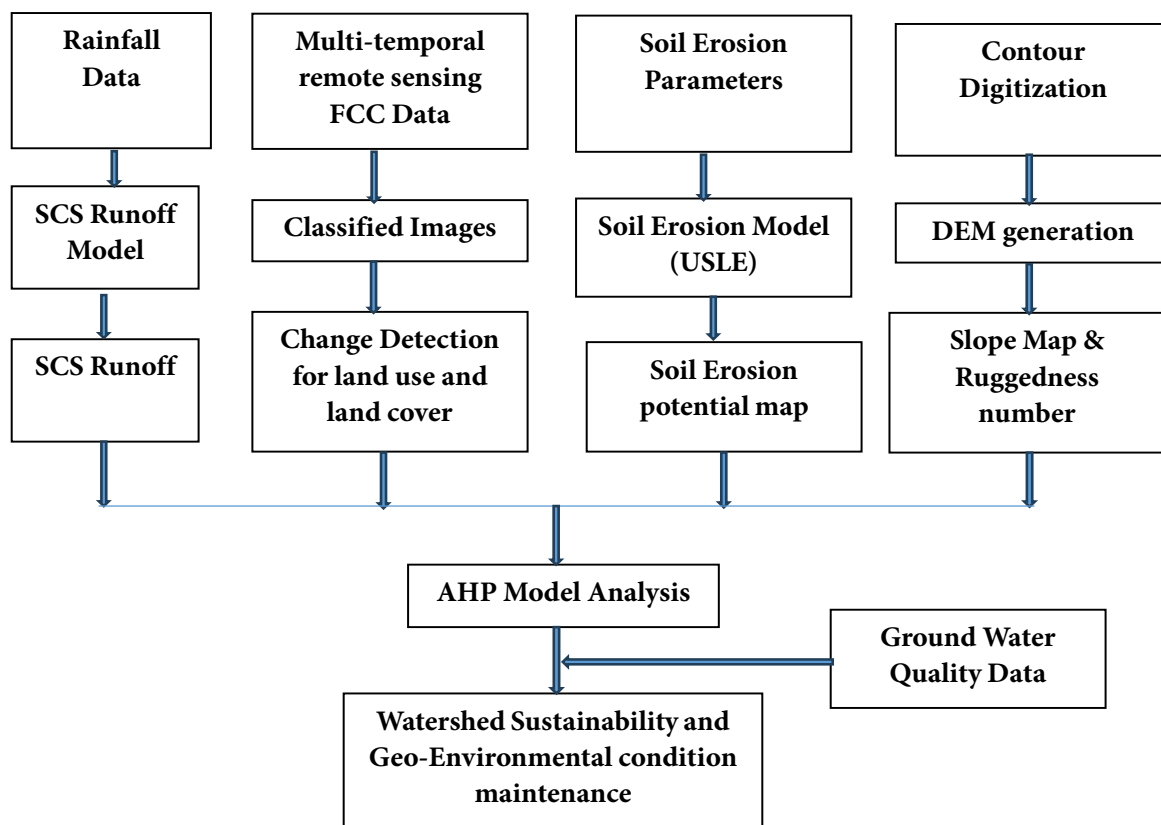 Rainfall
Data
Multi-temporal
remote sensing
FCC Data
Soil Erosion
Parameters
Contour
Digitization
SCS Runoff
Model
Classified Images
Soil Erosion Model
(USLE)
DEM generation
SCS Runoff
Change Detection
for land use and
land cover
Soil Erosion
potential map
Slope Map &
Ruggedness
number
AHP Model Analysis
Ground Water
Quality Data
Watershed Sustainability and
Geo-Environmental condition
maintenance